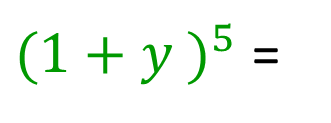 (1 + y )⁵ =